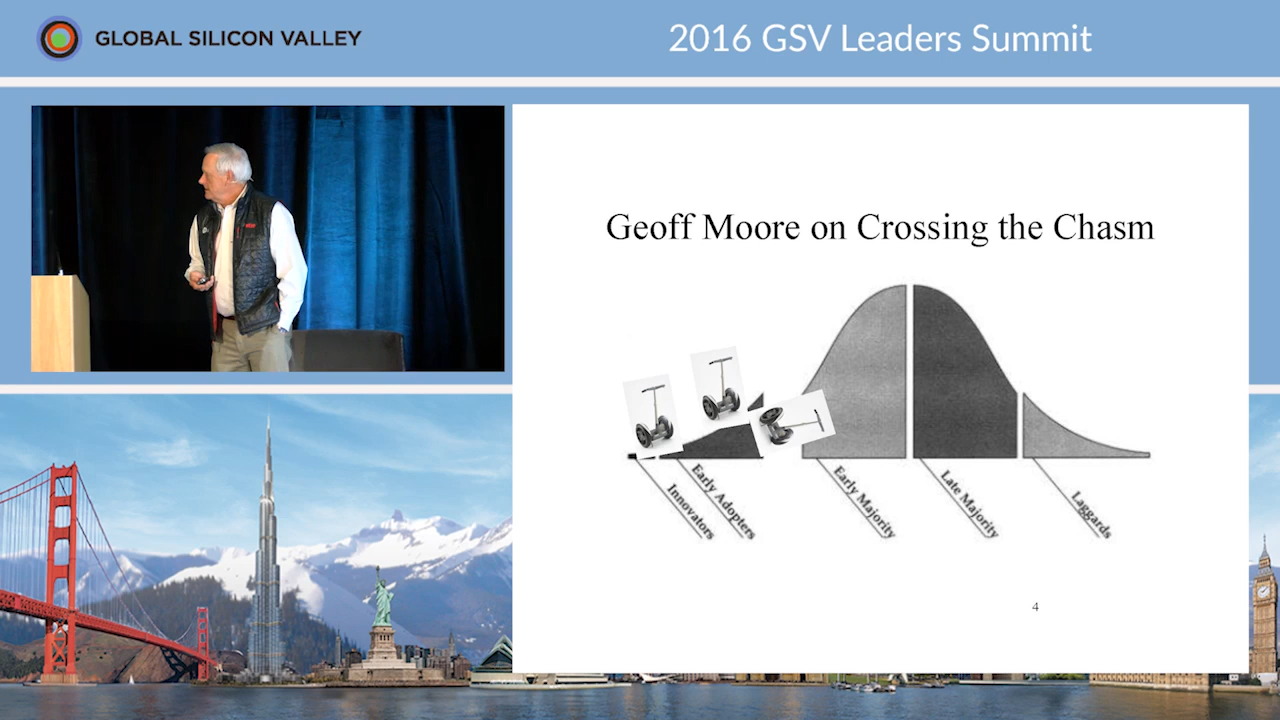 GLOBAL SILICON VALLEY
2016 GSV Leaders Summit
Geoff Moore on Crossing the Chasm
Innovators
Early Adopters
Early Majority
Late Majority
Laggards
4